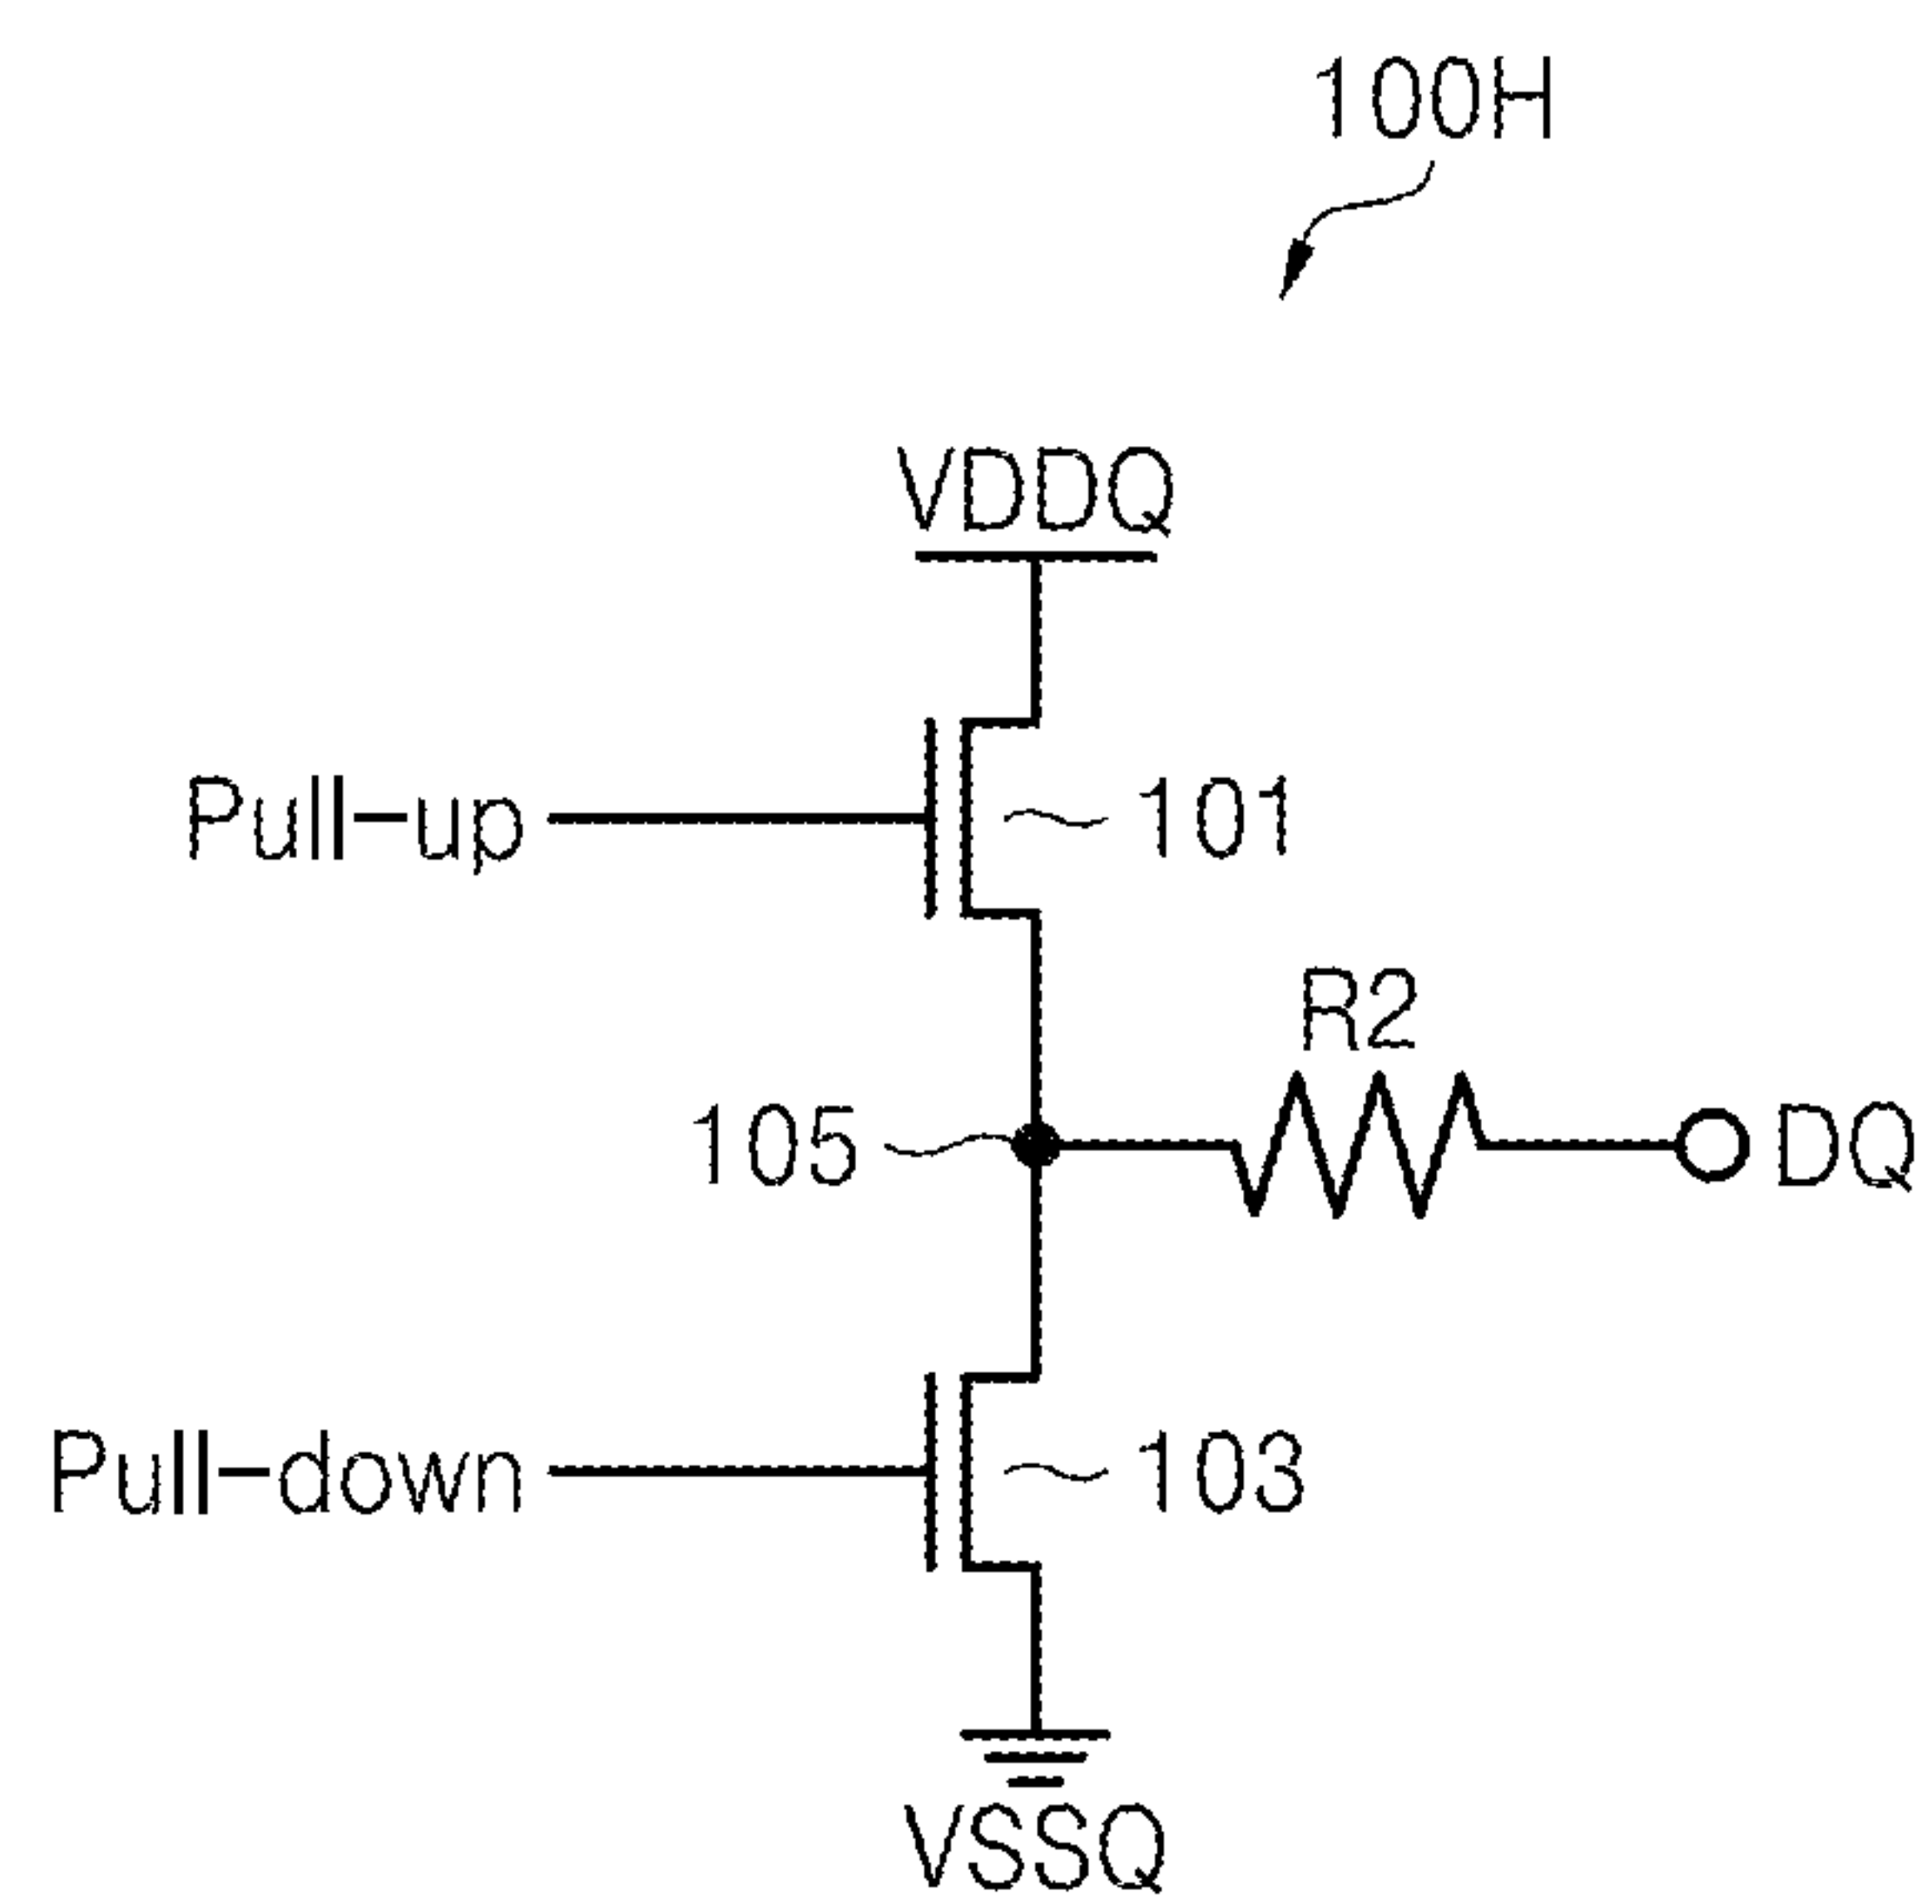 100H
VDDQ
Pull-up
101
R2
105
DQ
Pull-down
103
VSSQ